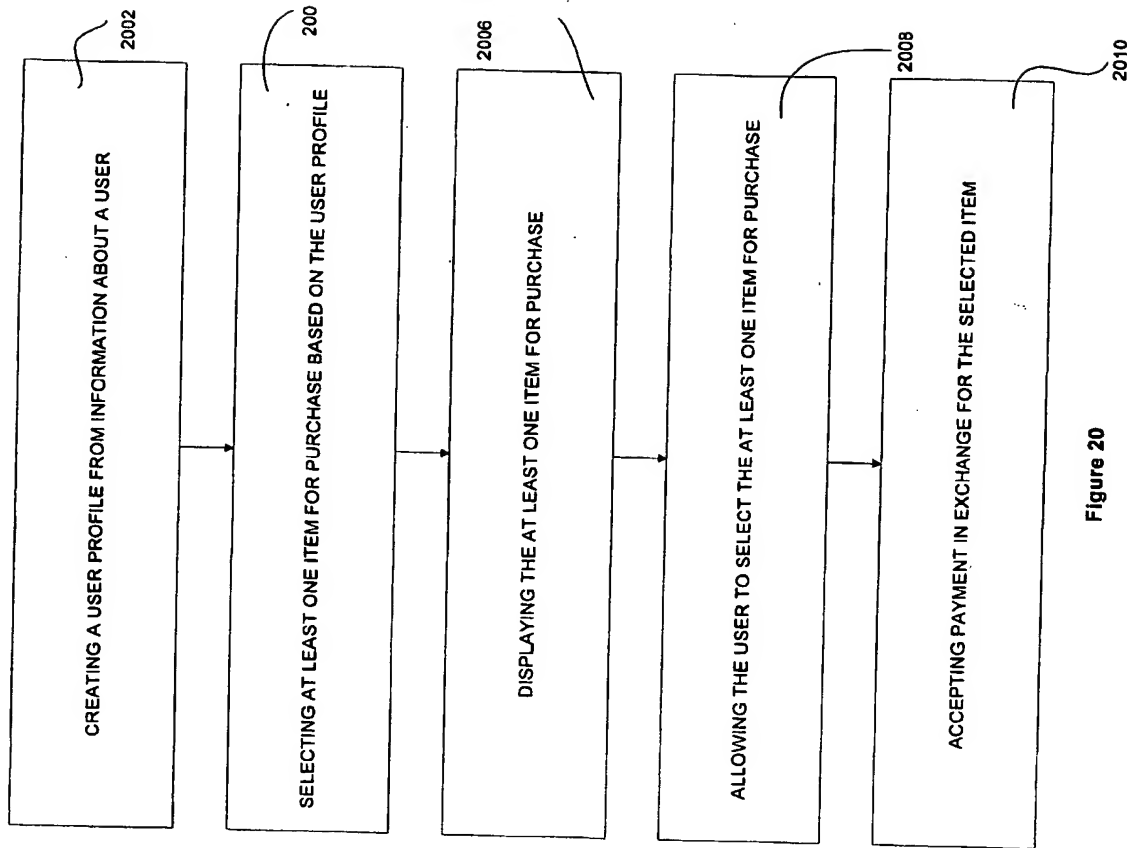 CREATING A USER PROFILE FROM INFORMATION ABOUT A USER
2002
SELECTING AT LEAST ONE ITEM FOR PURCHASE BASED ON THE USER PROFILE
200
DISPLAYING THE AT LEAST ONE ITEM FOR PURCHASE
2006
ALLOWING THE USER TO SELECT THE AT LEAST ONE ITEM FOR PURCHASE
2008
ACCEPTING PAYMENT IN EXCHANGE FOR THE SELECTED ITEM
2010
Figure 20